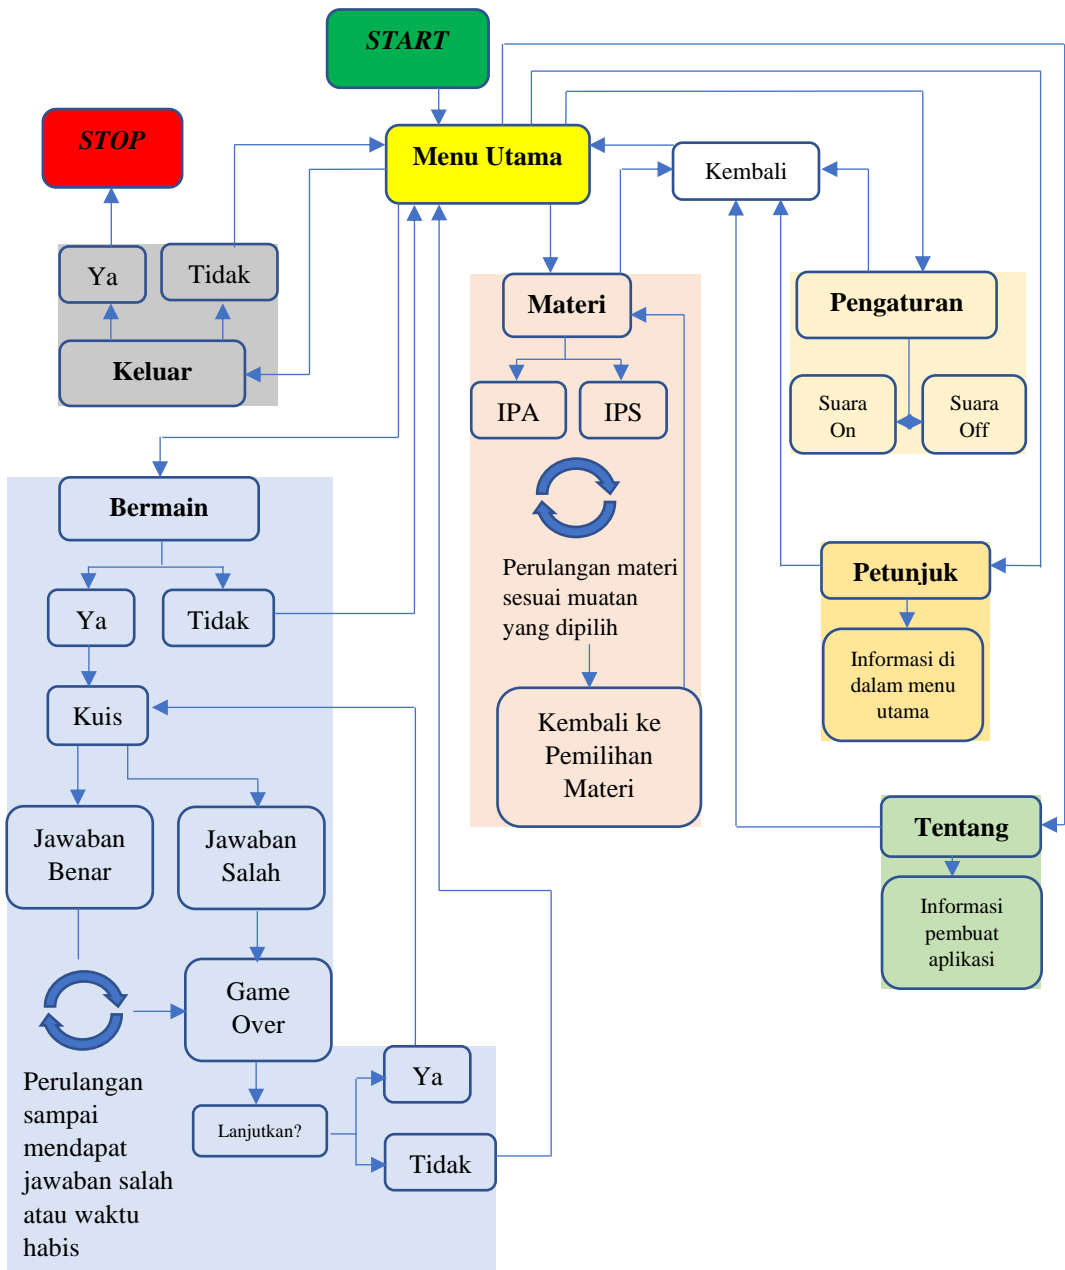 START
STOP
Menu Utama
Kembali
Ya
Tidak
Keluar
Materi
IPA
IPS
Perulangan materi
sesuai muatan
yang dipilih
Kembali ke
Pemilihan
Materi
Pengaturan
Suara
On
Suara
Off
Petunjuk
Informasi di
dalam menu
utama
Tentang
Informasi
pembuat
aplikasi
Bermain
Ya
Tidak
Kuis
Jawaban
Benar
Jawaban
Salah
Game
Over
Perulangan
sampai
mendapat
jawaban salah
atau waktu
habis
Lanjutkan?
Ya
Tidak